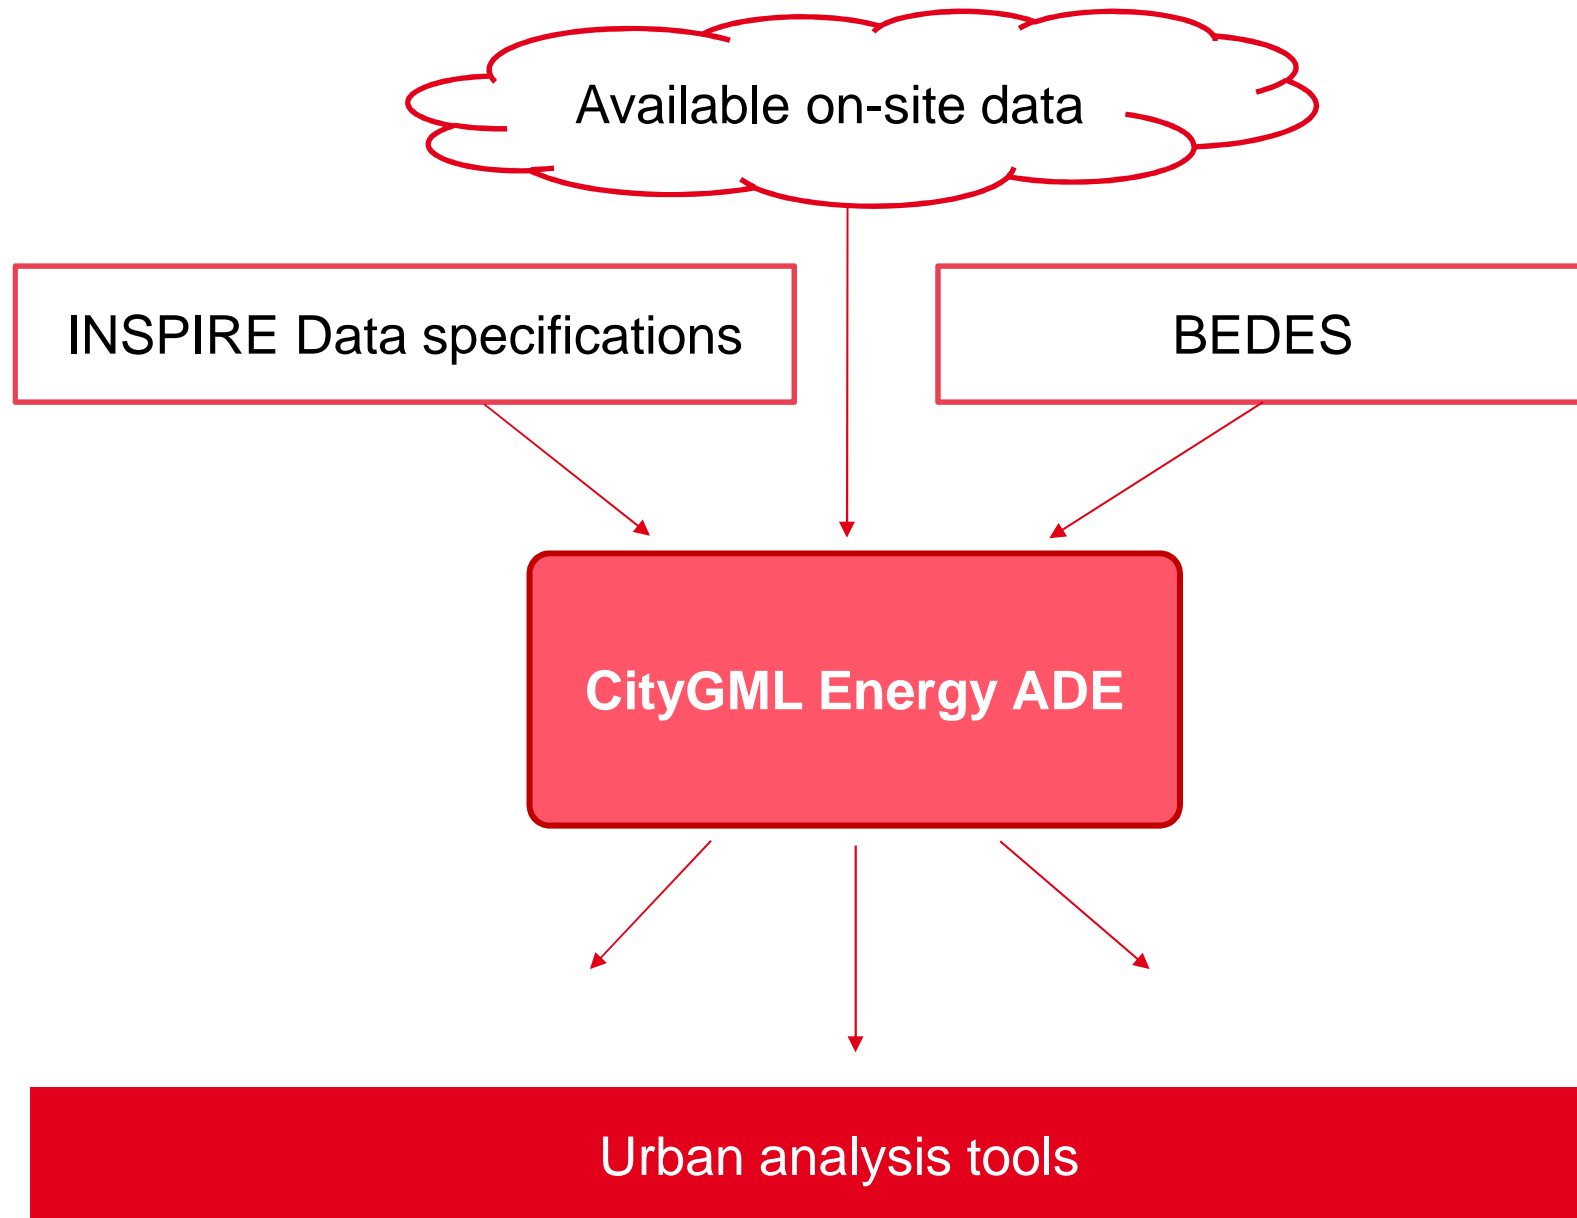 Available on-site data
INSPIRE Data specifications
BEDES
CityGML Energy ADE
Urban analysis tools